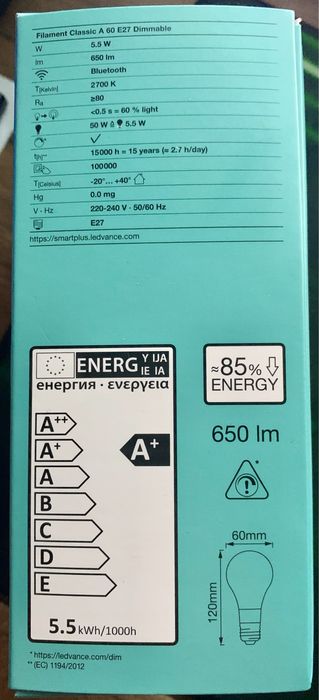 Filament Classic A 60 E27 Dimmable
W 5.5 W
lm 650 lm
Bluetooth
T[Kelvin] 2700 K
Ra ≥80
<0.5 s = 60 % light
50 W ≙ 5.5 W
t[h] 15000 h = 15 years (≈ 2.7 h/day)
100000
T[Celsius] -20°... +40°
Hg 0.0 mg
V - Hz 220-240 V - 50/60 Hz
E27
https://smartplus.ledvance.com
ENERG Y IJA
IE IA
енергия · ενεργεια
A++
A+
A
B
C
D
E
A+
5.5 kWh/1000h
≈85%
ENERGY
650 lm
*
60mm
120mm
* https://ledvance.com/dim
** (EC) 1194/2012